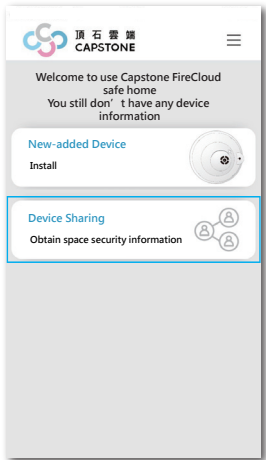 頂石雲端
CAPSTONE
Welcome to use Capstone FireCloud
safe home
You still don't have any device
information
New-added Device
Install
Device Sharing
Obtain space security information